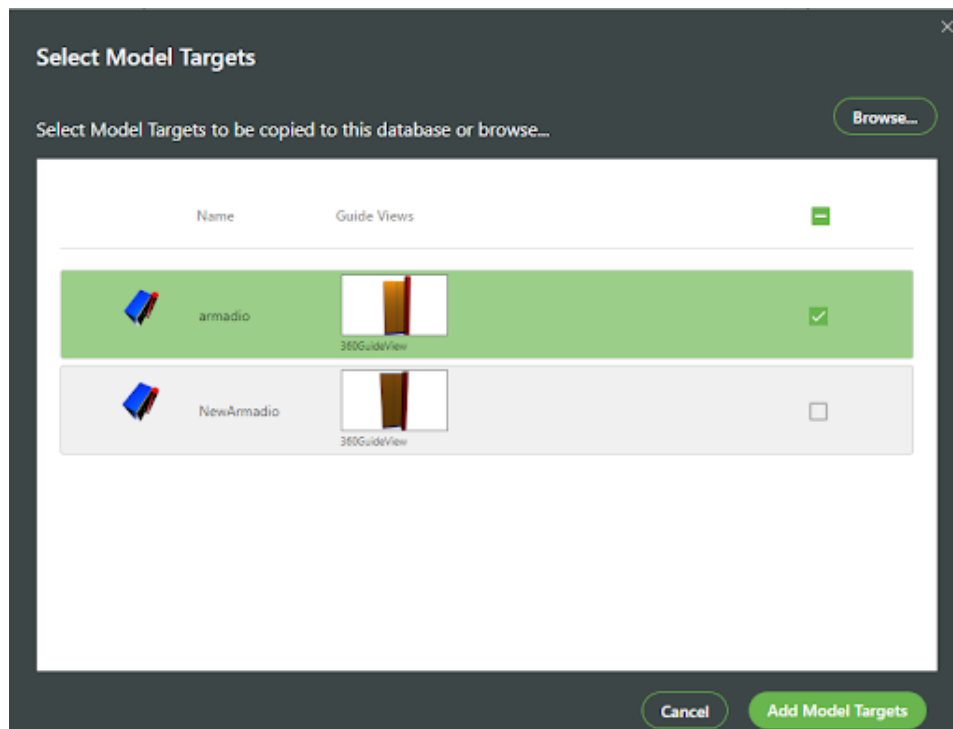 Select Model Targets
Select Model Targets to be copied to this database or browse...
Browse...
Name Guide Views
armadio
360GuideView
NewArmadio
360GuideView
Cancel Add Model Targets